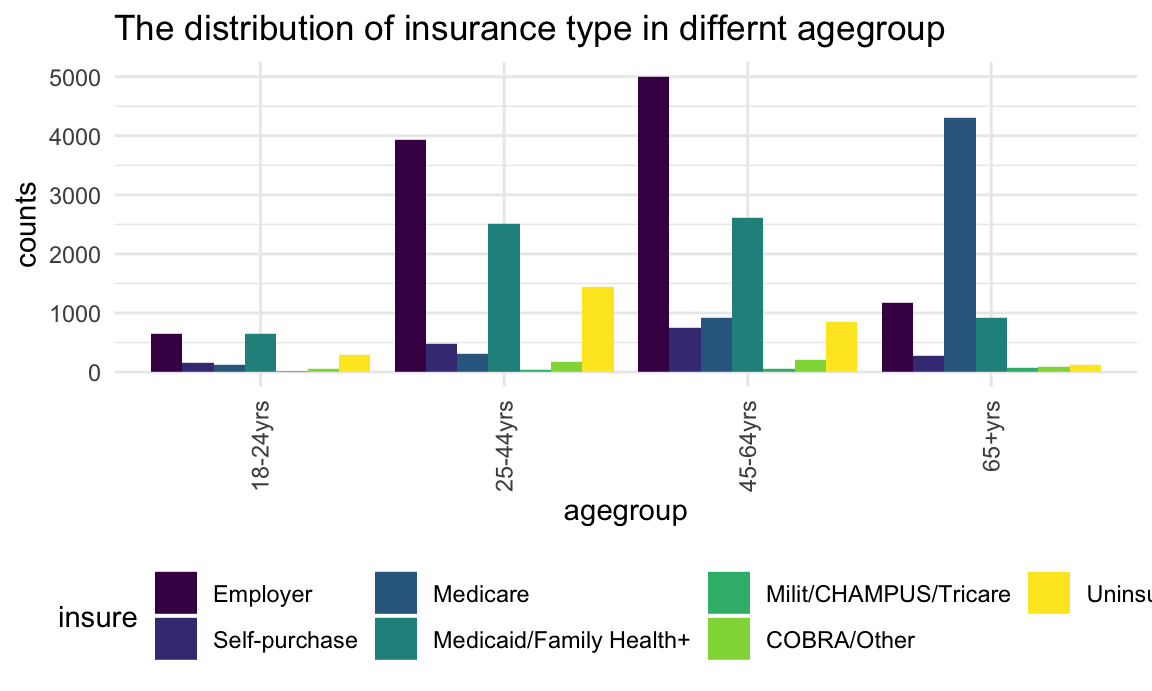 The distribution of insurance type in differnt agegroup
counts
5000
4000
3000
2000
1000
0
18-24yrs
25-44yrs
45-64yrs
65+yrs
agegroup
insure
Employer
Medicare
Milit/CHAMPUS/Tricare
Uninsu
Self-purchase
Medicaid/Family Health+
COBRA/Other